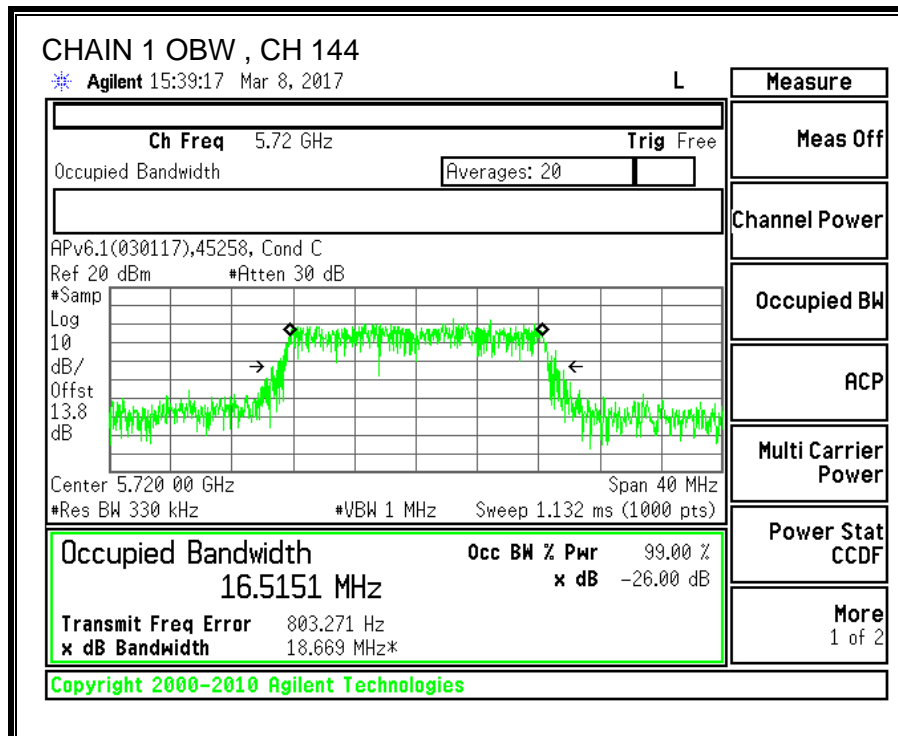 CHAIN 1 OBW , CH 144
Agilent 15:39:17 Mar 8, 2017 L
Measure
Ch Freq 5.72 GHz Trig Free
Meas Off
Occupied Bandwidth Averages: 20
Channel Power
APv6.1(030117),45258, Cond C
Ref 20 dBm #Atten 30 dB
#Samp
Log
10
dB/
Offst
13.8
dB
Occupied BW
ACP
Multi Carrier
Power
Center 5.720 00 GHz Span 40 MHz
#Res BW 330 kHz #VBW 1 MHz Sweep 1.132 ms (1000 pts)
Power Stat
CCDF
Occupied Bandwidth Occ BW % Pwr 99.00 %
16.5151 MHz x dB -26.00 dB
Transmit Freq Error 803.271 Hz
x dB Bandwidth 18.669 MHz*
More
1 of 2
Copyright 2000-2010 Agilent Technologies